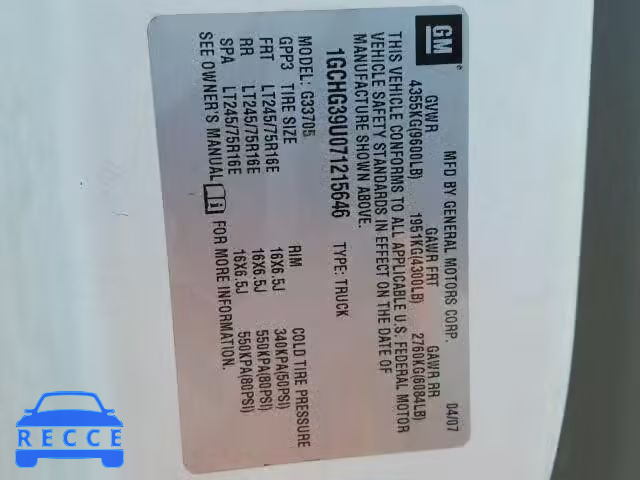 GM
MFD BY GENERAL MOTORS CORP. 04/07
GVWR GAWR FRT GAWR RR
4355KG(9600LB) 1951KG(4300LB) 2760KG(6084LB)
THIS VEHICLE CONFORMS TO ALL APPLICABLE U.S. FEDERAL MOTOR
VEHICLE SAFETY STANDARDS IN EFFECT ON THE DATE OF
MANUFACTURE SHOWN ABOVE.
1GCHG39U071215646 TYPE: TRUCK
MODEL: G33705
GPP3 TIRE SIZE RIM COLD TIRE PRESSURE
FRT LT245/75R16E 16X6.5J 340KPA(50PSI)
RR LT245/75R16E 16X6.5J 550KPA(80PSI)
SPA LT245/75R16E 16X6.5J 550KPA(80PSI)
SEE OWNER'S MANUAL FOR MORE INFORMATION.
RECCE